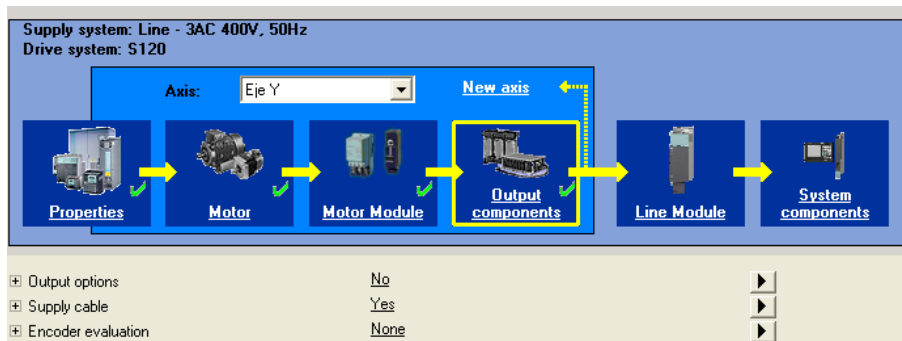 Supply system: Line - 3AC 400V, 50Hz
Drive system: S120
Axis: Eje Y New axis
Properties Motor Motor Module Output components Line Module System components
Output options No
Supply cable Yes
Encoder evaluation None